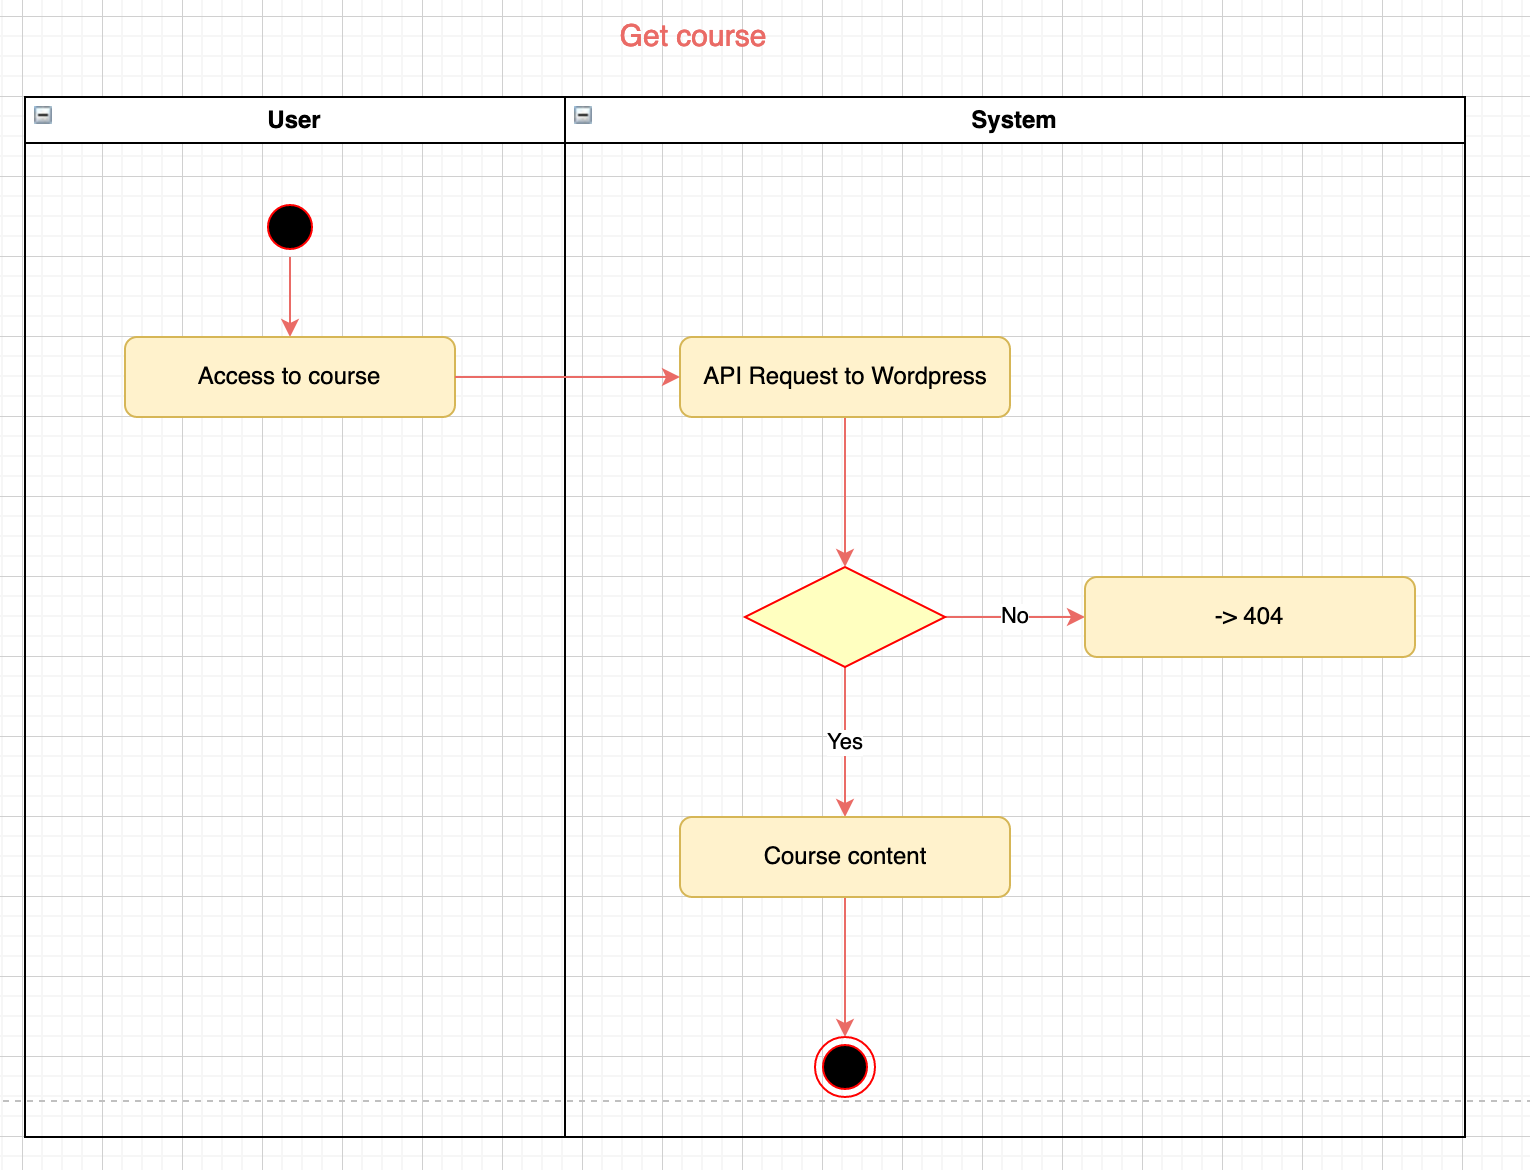 Get course
User
System
Access to course
API Request to Wordpress
No
-> 404
Yes
Course content